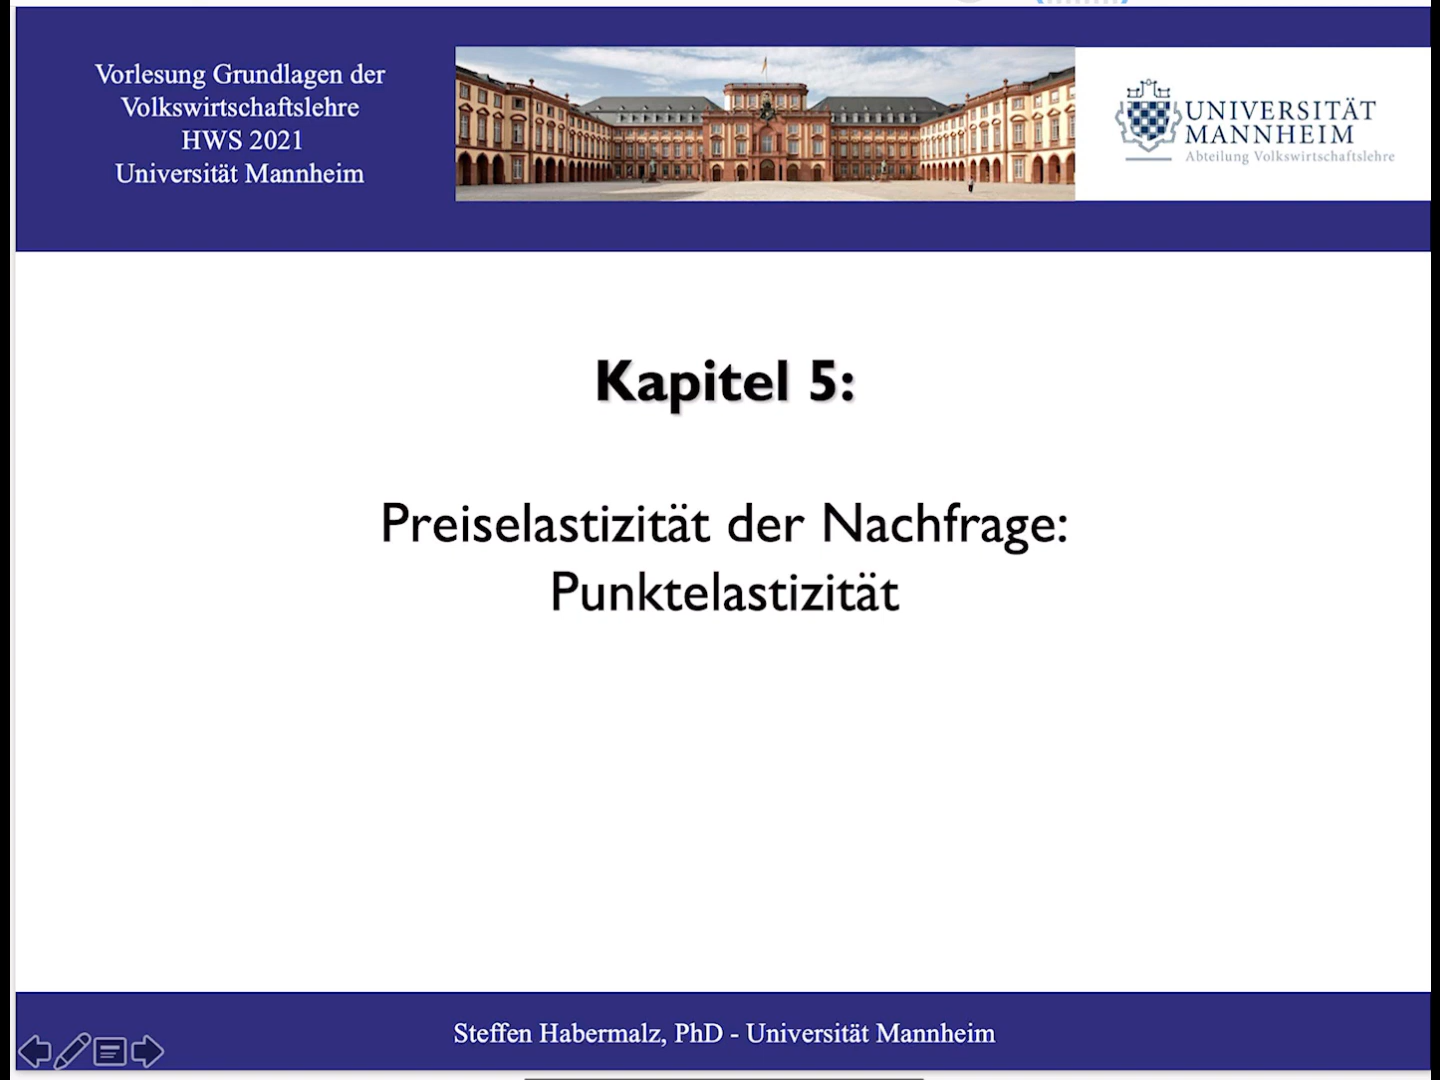 Vorlesung Grundlagen der
Volkswirtschaftslehre
HWS 2021
Universität Mannheim
UNIVERSITÄT
MANNHEIM
Abteilung Volkswirtschaftslehre
Kapitel 5:
Preiselastizität der Nachfrage:
Punktelastizität
Steffen Habermalz, PhD - Universität Mannheim